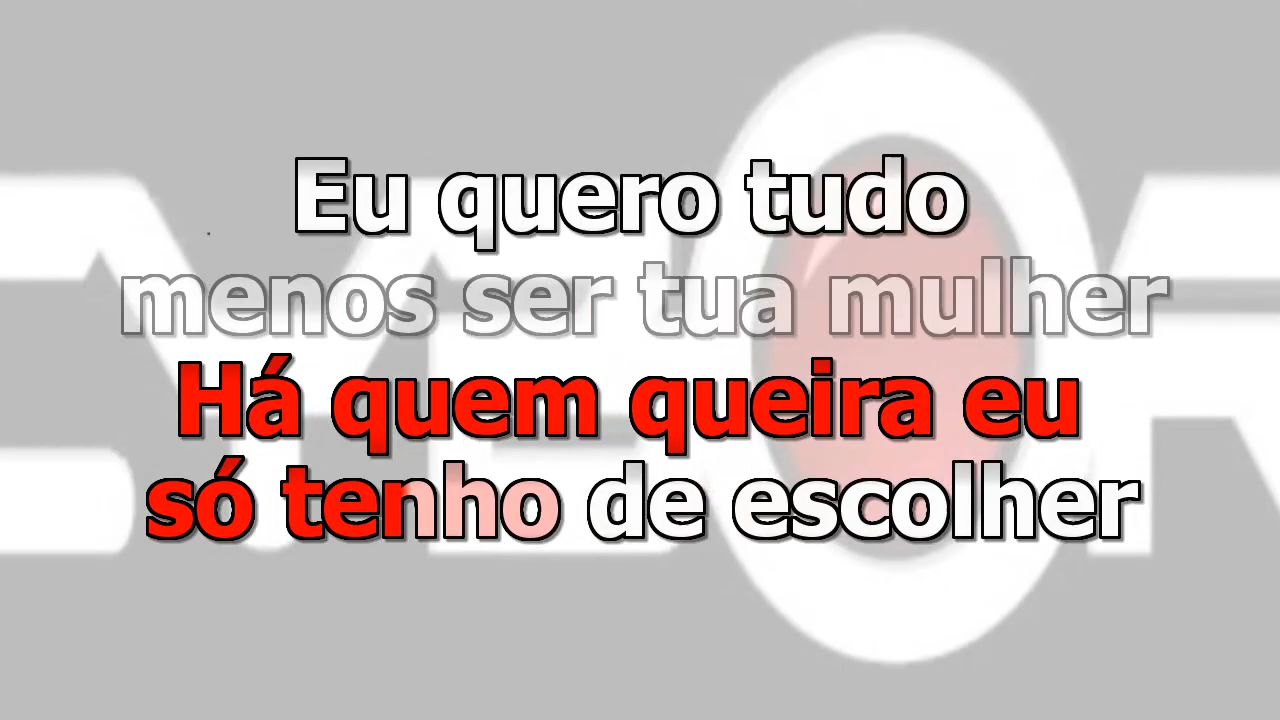 Eu quero tudo
menos ser tua mulher
Há quem queira eu
só tenho de escolher